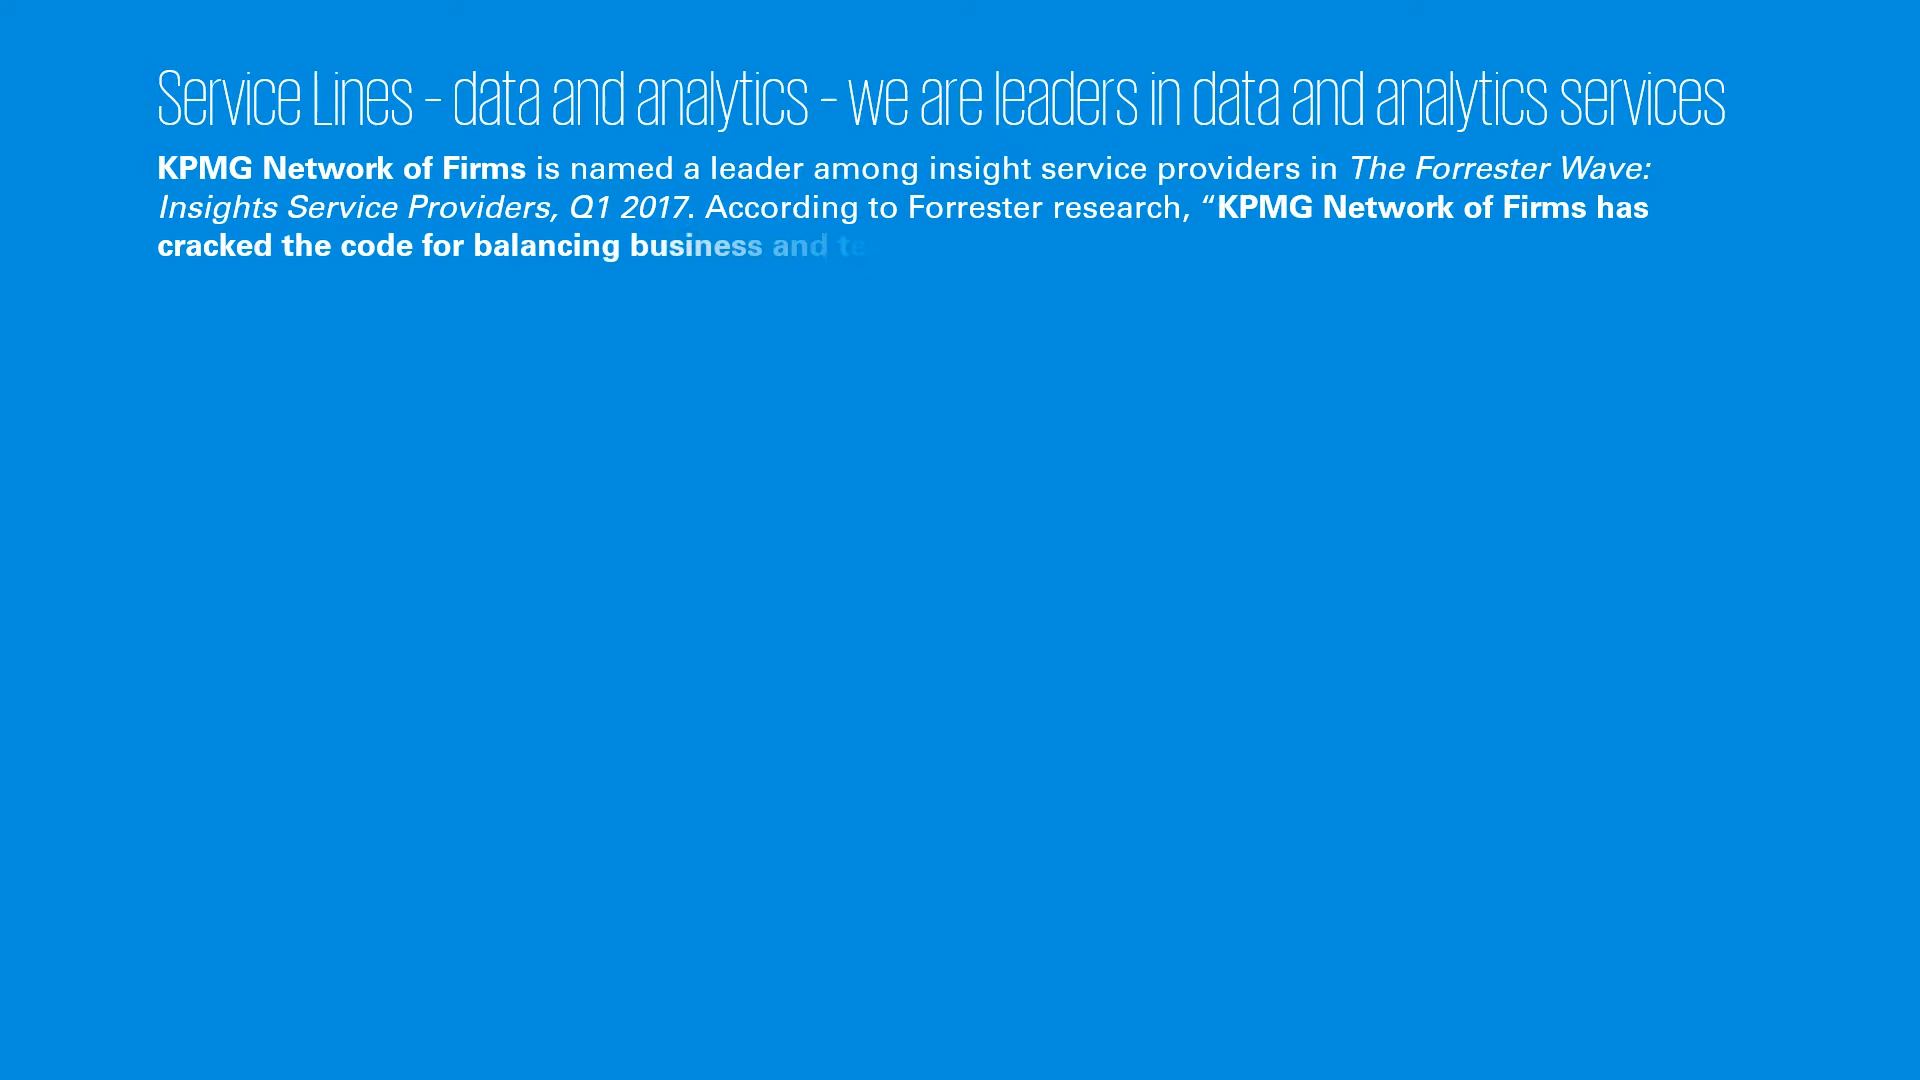 Service Lines – data and analytics – we are leaders in data and analytics services
KPMG Network of Firms is named a leader among insight service providers in The Forrester Wave:
Insights Service Providers, Q1 2017. According to Forrester research, “KPMG Network of Firms has
cracked the code for balancing business and